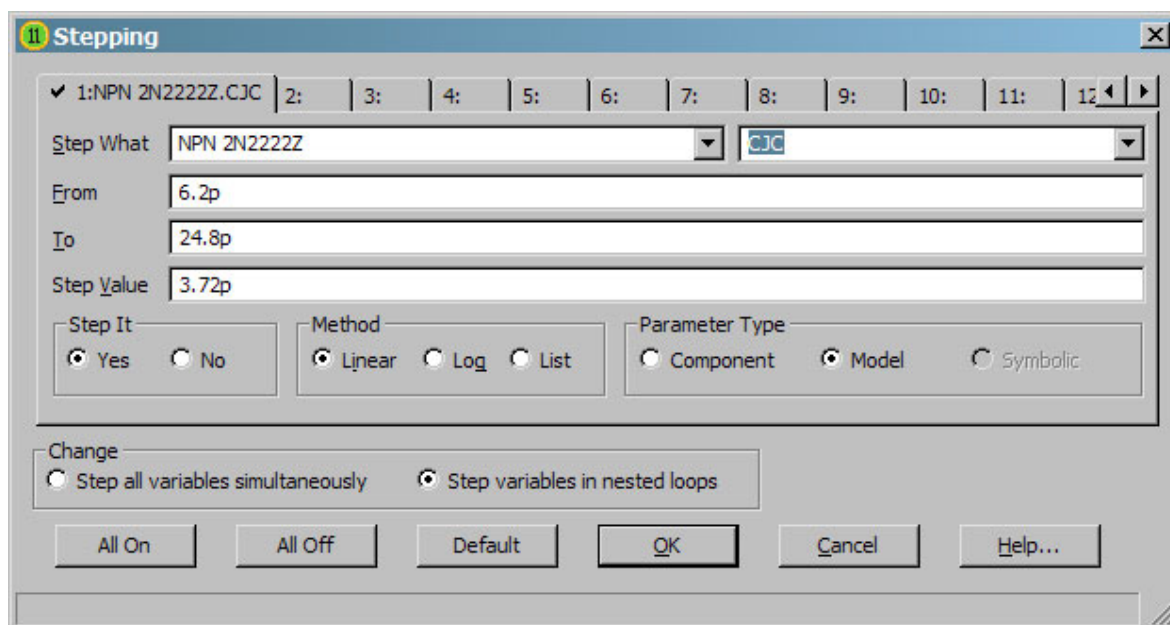 11 Stepping
1:NPN 2N2222Z.CJC 2: 3: 4: 5: 6: 7: 8: 9: 10: 11: 12
Step What NPN 2N2222Z CJC
From 6.2p
To 24.8p
Step Value 3.72p
Step It Method Parameter Type
Yes No Linear Log List Component Model Symbolic
Change
Step all variables simultaneously Step variables in nested loops
All On All Off Default OK Cancel Help...